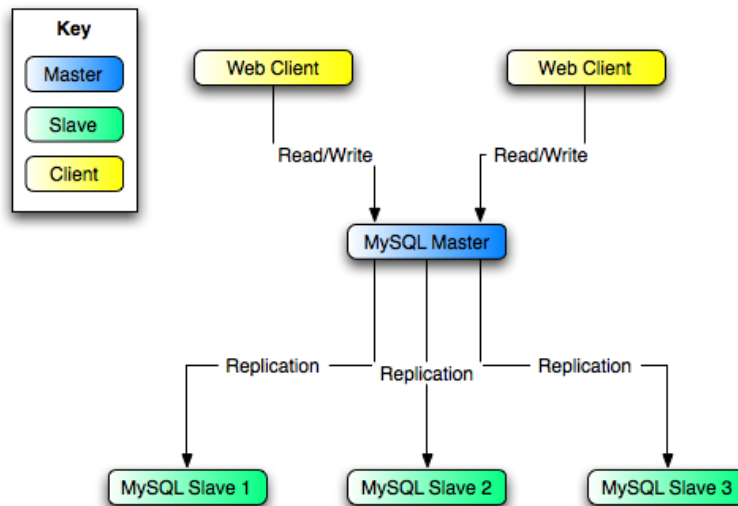 Key
Master
Slave
Client
Web Client
Web Client
Read/Write
Read/Write
MySQL Master
Replication
Replication
Replication
MySQL Slave 1
MySQL Slave 2
MySQL Slave 3